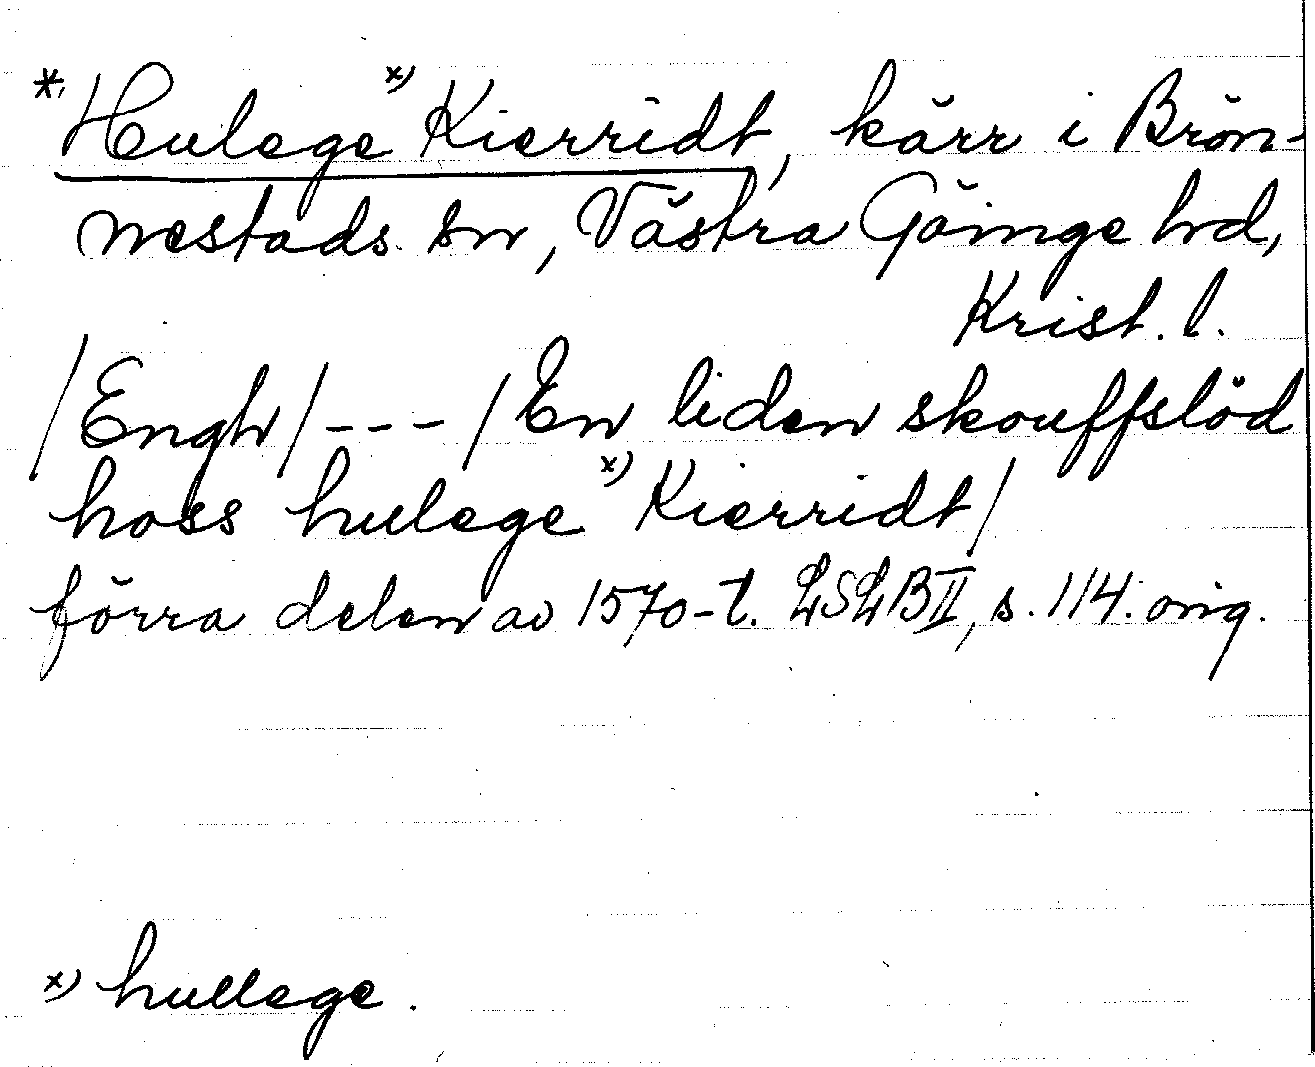 *, Hulege x) Kierridt, kärr i Brön-
nestads sn, Västra Göinge hd,
Krist. l.
/Engh/ --- /En liden skouffslöd
hoss hulege x) Kierridt/
förra delen av 1570-t. LSLB II, s. 114. orig.
x) hullege.